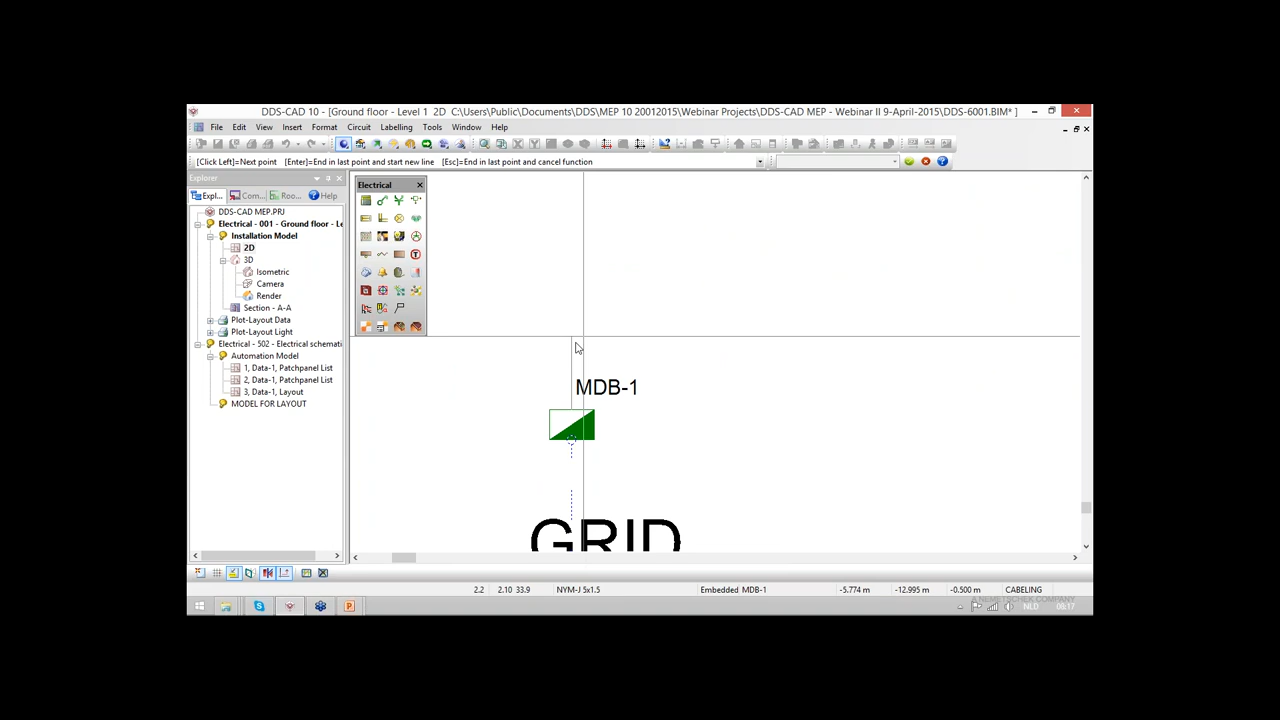 DDS-CAD 10 - [Ground floor - Level 1 2D C:\Users\Public\Documents\DDS\MEP 10 20012015\Webinar Projects\DDS-CAD MEP - Webinar II 9-April-2015\DDS-6001.BIM* ]
File Edit View Insert Format Circuit Labelling Tools Window Help
[Click Left]=Next point [Enter]=End in last point and start new line [Esc]=End in last point and cancel function
Explorer
Expl... Com... Roo... Help
DDS-CAD MEP.PRJ
Electrical - 001 - Ground floor - Le
Installation Model
2D
3D
Isometric
Camera
Render
Section - A-A
Plot-Layout Data
Plot-Layout Light
Electrical - 502 - Electrical schemati
Automation Model
1, Data-1, Patchpanel List
2, Data-1, Patchpanel List
3, Data-1, Layout
MODEL FOR LAYOUT
Electrical
MDB-1
GRID
2.2 2.10 33.9 NYM-J 5x1.5 Embedded MDB-1 -5.774 m -12.995 m -0.500 m CABELING
A NEMETSCHEK COMPANY
NLD 08:17